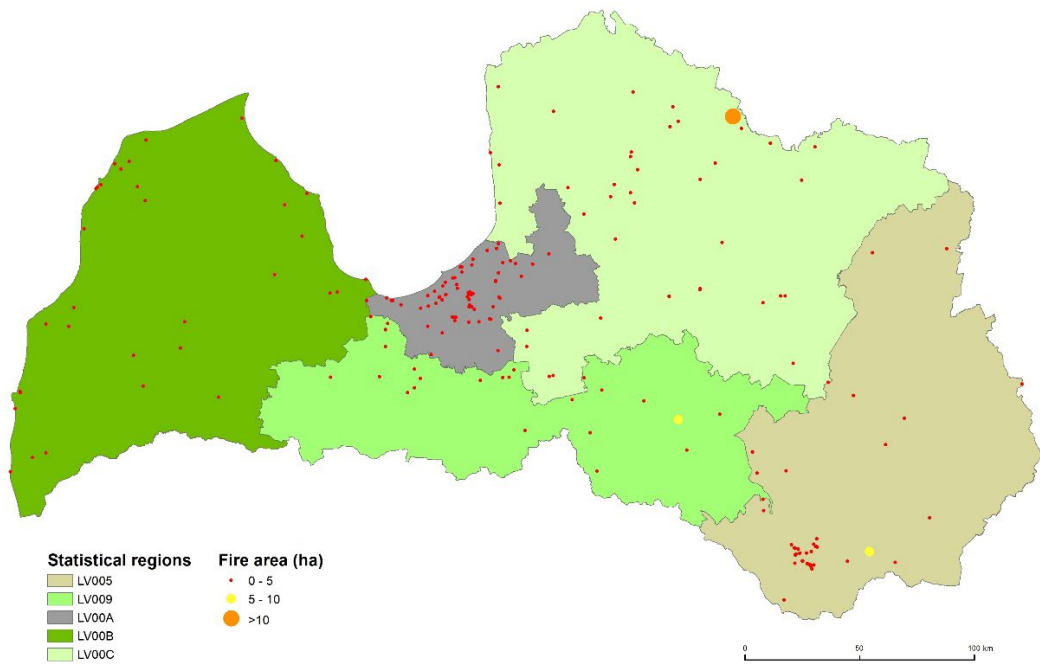 Statistical regions
LV005
LV009
LV00A
LV00B
LV00C
Fire area (ha)
0 - 5
5 - 10
>10
0 50 100 km